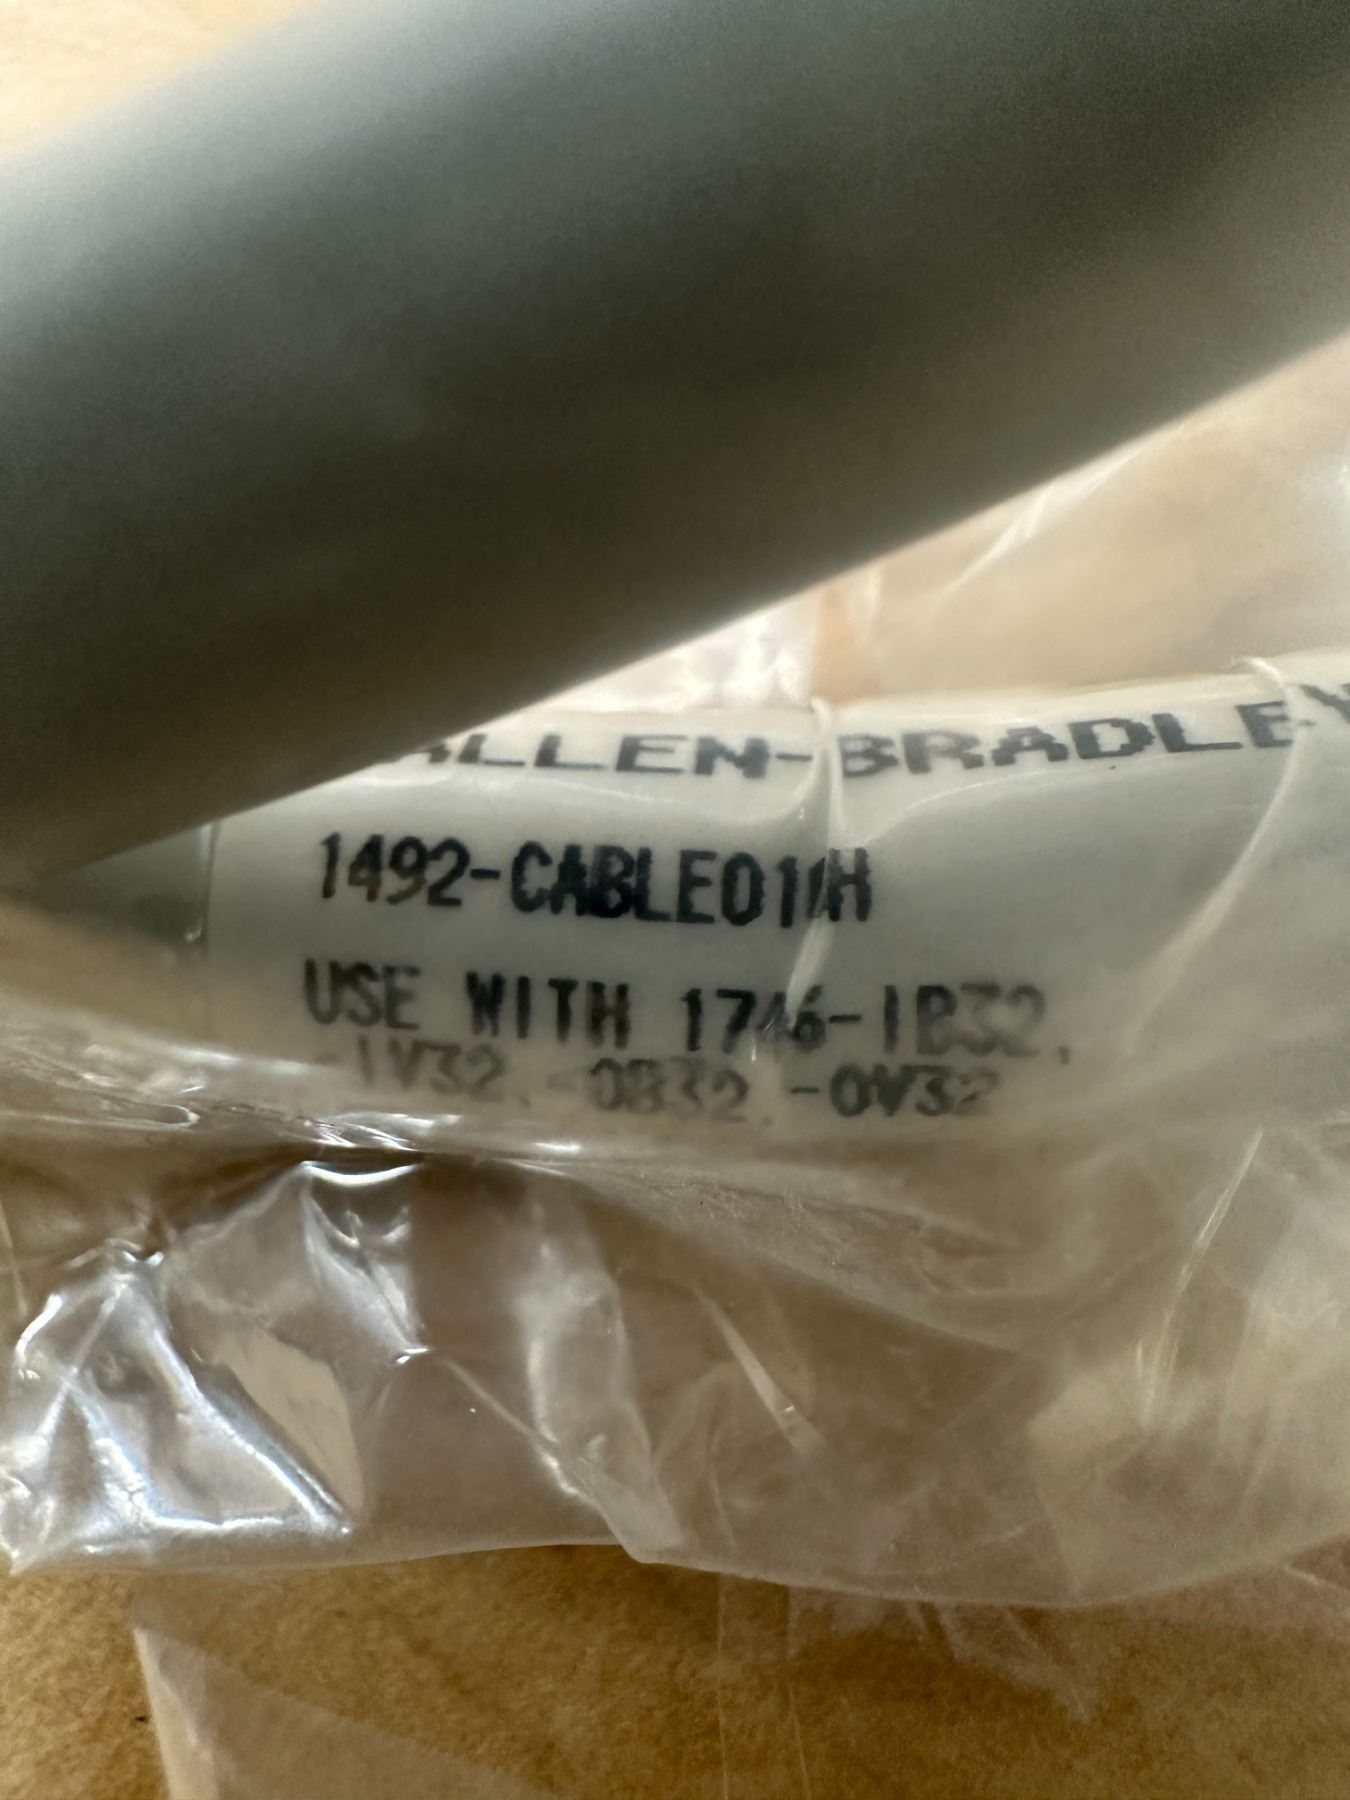 ALLEN-BRADLEY
1492-CABLE010H
USE WITH 1746-IB32,
-IV32, -OB32, -OV32